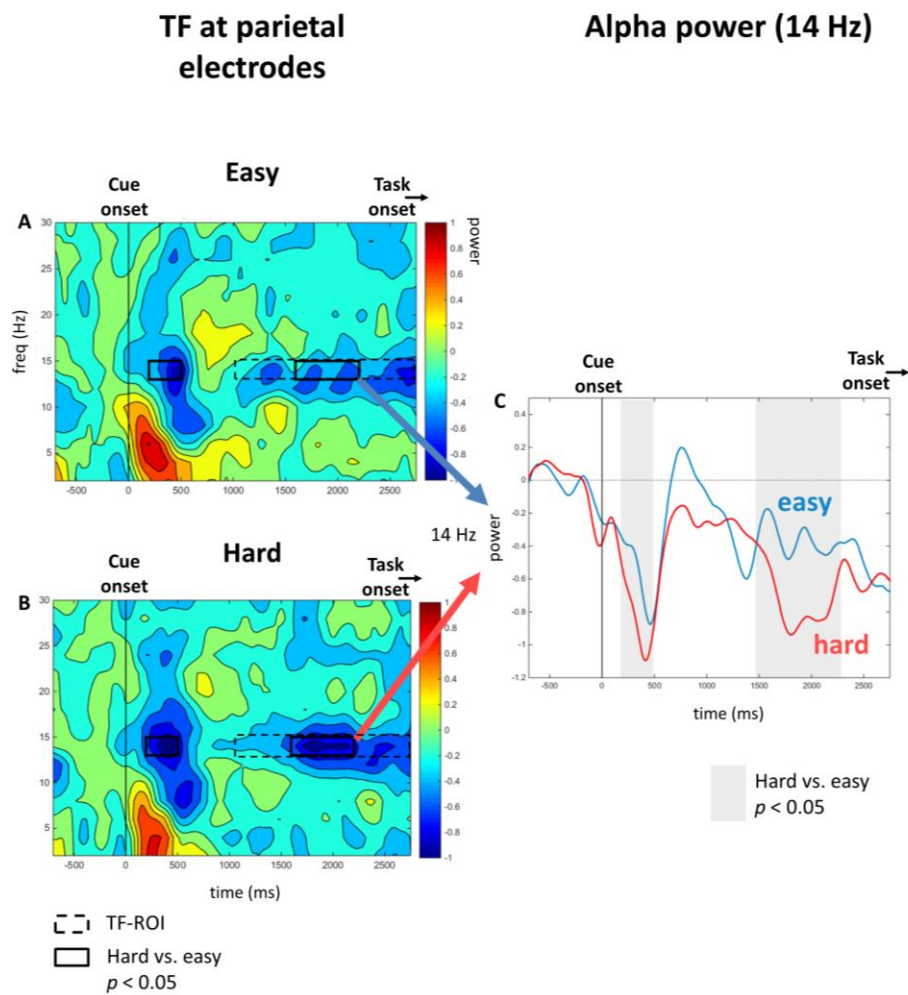 TF at parietal
electrodes
Alpha power (14 Hz)
Easy
Cue
onset
Task
onset
A
30
25
20
15
10
5
freq (Hz)
-500
0
500
1000
1500
2000
2500
1
0.8
0.6
0.4
0.2
0
-0.2
-0.4
-0.6
-0.8
-1
power
14 Hz
Hard
Cue
onset
Task
onset
B
30
25
20
15
10
5
-500
0
500
1000
1500
2000
2500
time (ms)
1
0.8
0.6
0.4
0.2
0
-0.2
-0.4
-0.6
-0.8
-1
TF-ROI
Hard vs. easy
p < 0.05
Cue
onset
Task
onset
C
0.4
0.2
0
-0.2
-0.4
-0.6
-0.8
-1
-1.2
power
easy
hard
-500
0
500
1000
1500
2000
2500
time (ms)
Hard vs. easy
p < 0.05